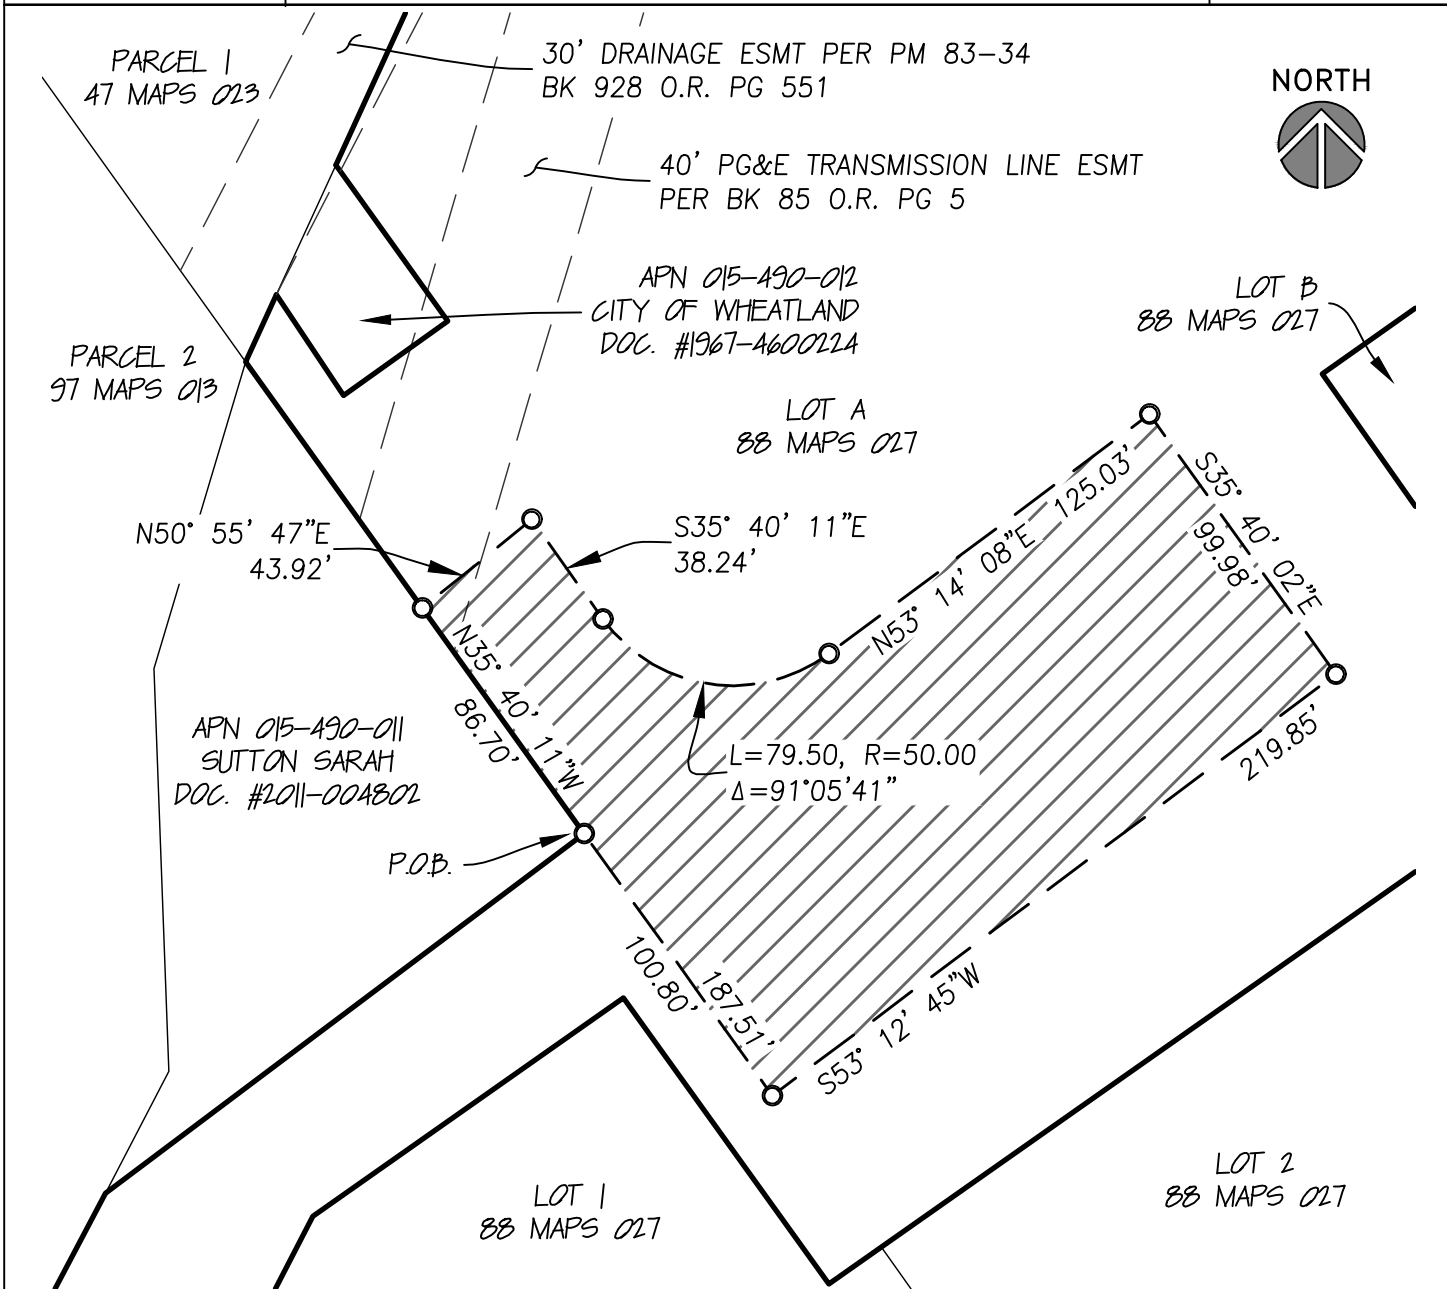 PARCEL 1
47 MAPS 023
30' DRAINAGE ESMT PER PM 83-34
BK 928 O.R. PG 551
NORTH
40' PG&E TRANSMISSION LINE ESMT
PER BK 85 O.R. PG 5
APN 015-490-012
CITY OF WHEATLAND
DOC. #1967-4600224
LOT B
88 MAPS 027
PARCEL 2
97 MAPS 013
LOT A
88 MAPS 027
N50° 55' 47"E
43.92'
S35° 40' 11"E
38.24'
N53° 14' 08"E 125.03'
S35° 40' 02"E
99.98'
N35° 40' 11"W
86.70'
APN 015-490-011
SUTTON SARAH
DOC. #2011-004802
L=79.50, R=50.00
Δ=91°05'41"
219.85'
P.O.B.
100.80'
187.51'
S53° 12' 45"W
LOT 1
88 MAPS 027
LOT 2
88 MAPS 027